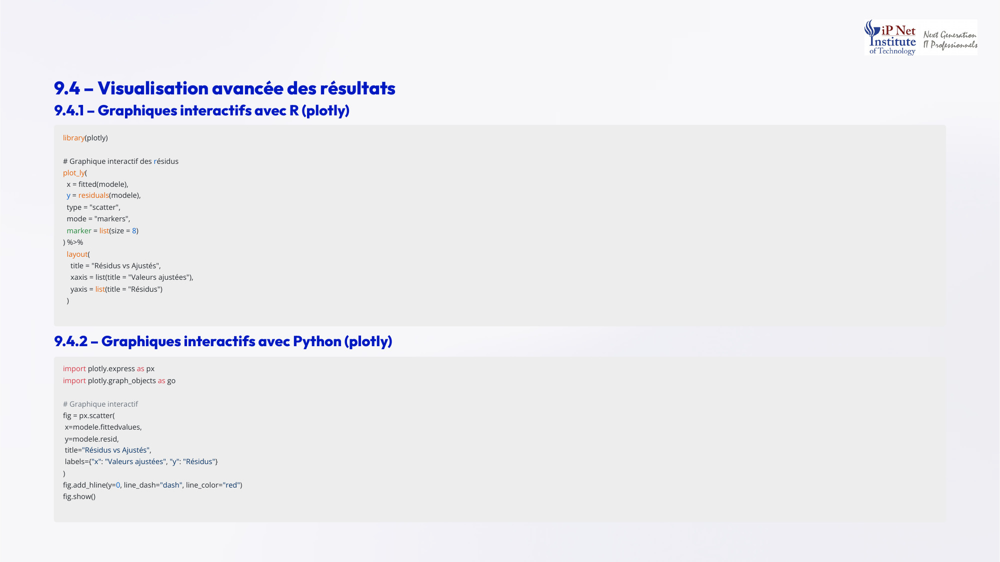 iP Net
Institute
of Technology
Next Generation
IT Professionnels
9.4 – Visualisation avancée des résultats
9.4.1 – Graphiques interactifs avec R (plotly)
library(plotly)
# Graphique interactif des résidus
plot_ly(
  x = fitted(modele),
  y = residuals(modele),
  type = "scatter",
  mode = "markers",
  marker = list(size = 8)
) %>%
  layout(
    title = "Résidus vs Ajustés",
    xaxis = list(title = "Valeurs ajustées"),
    yaxis = list(title = "Résidus")
  )
9.4.2 – Graphiques interactifs avec Python (plotly)
import plotly.express as px
import plotly.graph_objects as go
# Graphique interactif
fig = px.scatter(
 x=modele.fittedvalues,
 y=modele.resid,
 title="Résidus vs Ajustés",
 labels={"x": "Valeurs ajustées", "y": "Résidus"}
)
fig.add_hline(y=0, line_dash="dash", line_color="red")
fig.show()